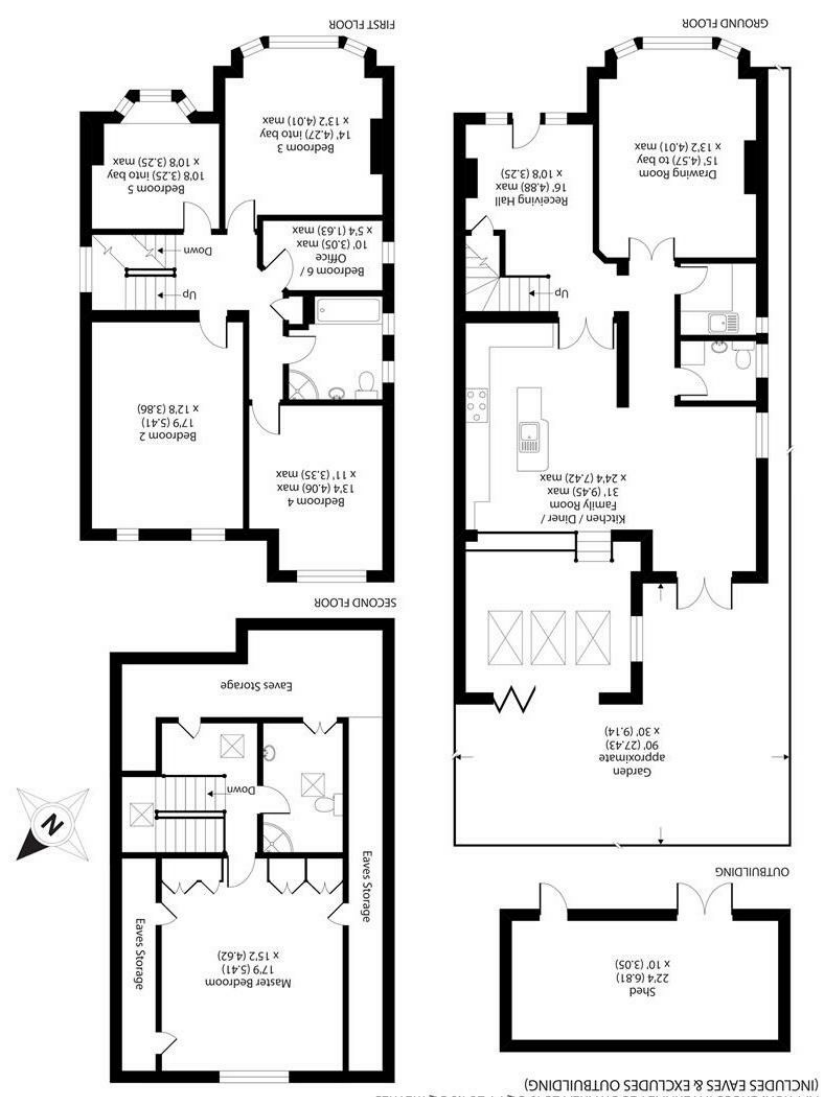 (INCLUDES EAVES & EXCLUDES OUTBUILDING)
Shed
22'4 (6.81)
x 10' (3.05)
OUTBUILDING
Garden
approximate
90' (27.43)
x 30' (9.14)
Kitchen / Diner /
Family Room
31' (9.45) max
x 24'4 (7.42) max
Up
Receiving Hall
16' (4.88) max
x 10'8 (3.25)
Drawing Room
15' (4.57) to bay
x 13'2 (4.01) max
GROUND FLOOR
Master Bedroom
17'9 (5.41)
x 15'2 (4.62)
Eaves Storage
Eaves Storage
Down
Eaves Storage
N
SECOND FLOOR
Bedroom 4
13'4 (4.06) max
x 11' (3.35) max
Bedroom 2
17'9 (5.41)
x 12'8 (3.86)
Up
Down
Bedroom 6 /
Office
10' (3.05) max
x 5'4 (1.63) max
Bedroom 5
10'8 (3.25) into bay
x 10'8 (3.25) max
Bedroom 3
14' (4.27) into bay
x 13'2 (4.01) max
FIRST FLOOR